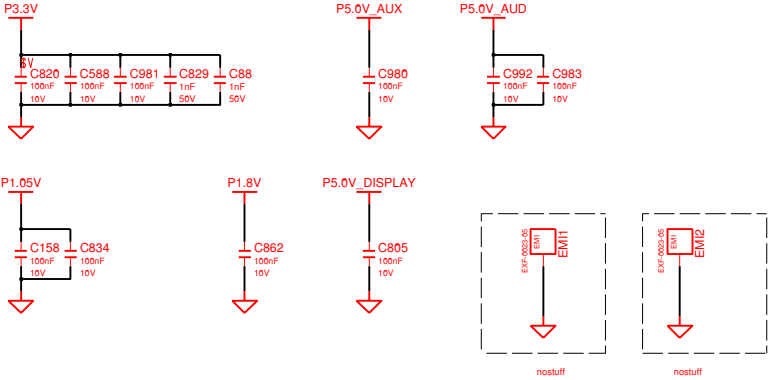 P3.3V
P5.0V_AUX
P5.0V_AUD
6V
C820
100nF
10V
C588
100nF
10V
C981
100nF
10V
C829
1nF
50V
C88
1nF
50V
C980
100nF
10V
C992
100nF
10V
C983
100nF
10V
P1.05V
P1.8V
P5.0V_DISPLAY
C158
100nF
10V
C834
100nF
10V
C862
100nF
10V
C805
100nF
10V
EXF-0023-05
EMI
EMI1
EXF-0023-05
EMI
EMI2
nostuff
nostuff